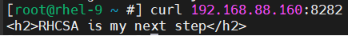 [root@rhel-9 ~ #] curl 192.168.88.160:8282
<h2>RHCSA is my next step</h2>